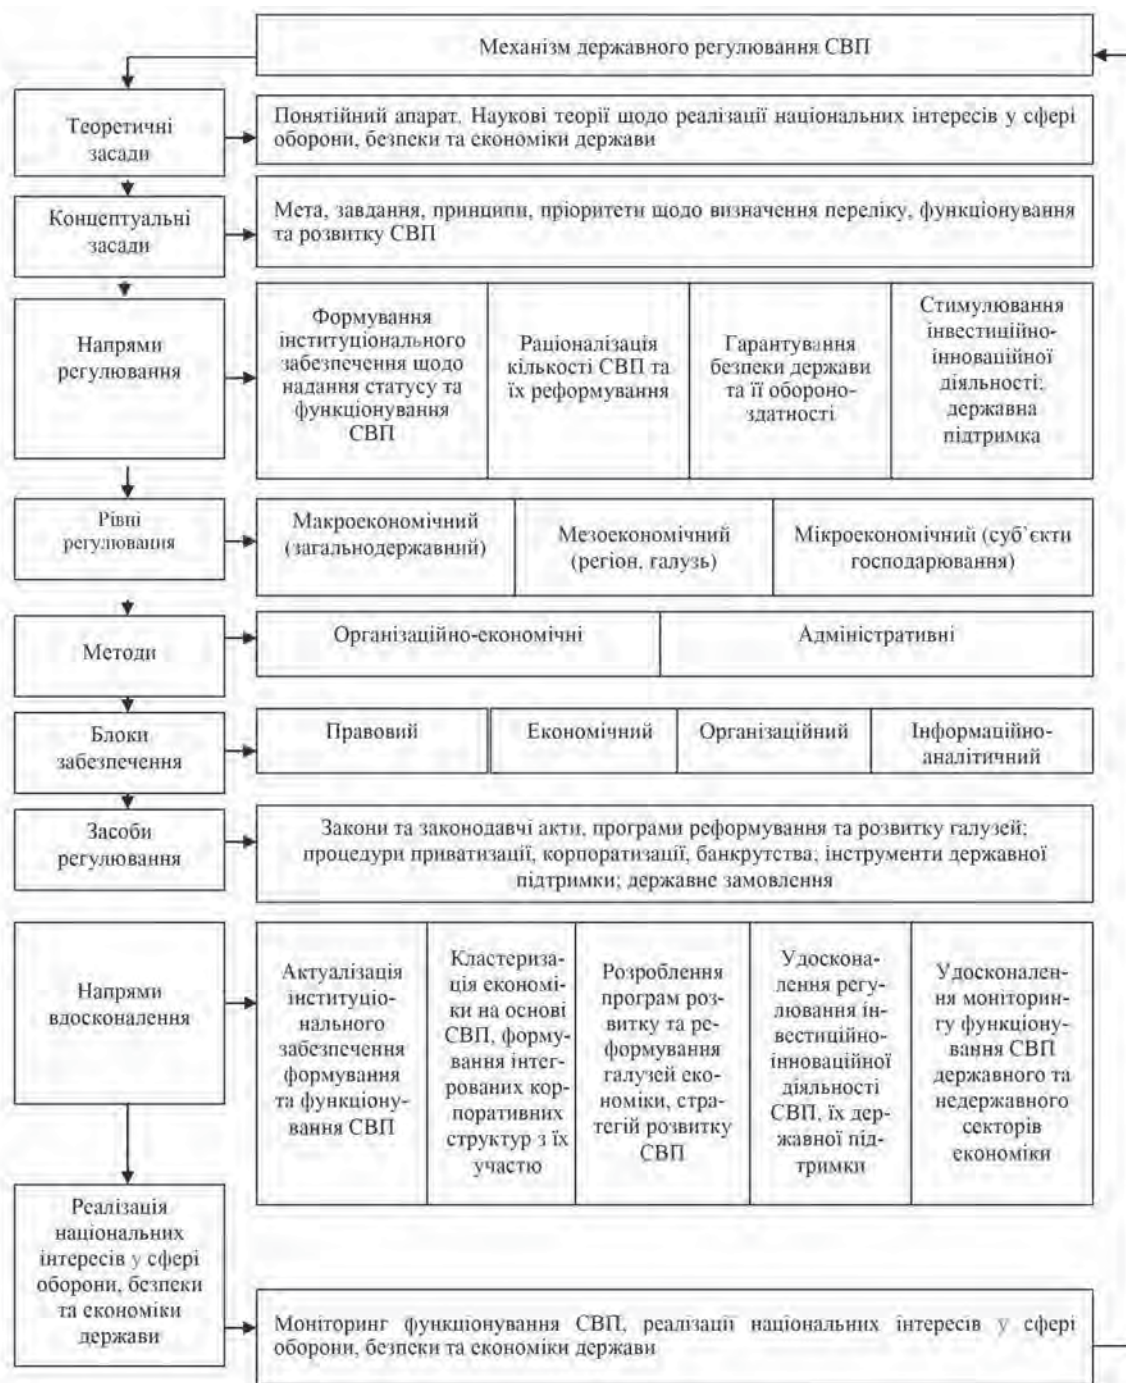 Механізм державного регулювання СВП
Теоретичні
засади
Понятійний апарат. Наукові теорії щодо реалізації національних інтересів у сфері
оборони, безпеки та економіки держави
Концептуальні
засади
Мета, завдання, принципи, пріоритети щодо визначення переліку, функціонування
та розвитку СВП
Напрями
регулювання
Формування
інституціонального
забезпечення щодо
надання статусу та
функціонування
СВП
Раціоналізація
кількості СВП та
їх реформування
Гарантування
безпеки держави
та її обороно-
здатності
Стимулювання
інвестиційно-
інноваційної
діяльності;
державна
підтримка
Рівні
регулювання
Макроекономічний
(загальнодержавний)
Мезоекономічний
(регіон, галузь)
Мікроекономічний (суб’єкти
господарювання)
Методи
Організаційно-економічні
Адміністративні
Блоки
забезпечення
Правовий
Економічний
Організаційний
Інформаційно-
аналітичний
Засоби
регулювання
Закони та законодавчі акти, програми реформування та розвитку галузей;
процедури приватизації, корпоратизації, банкрутства; інструменти державної
підтримки; державне замовлення
Напрями
вдосконалення
Актуалізація
інституціо-
нального
забезпечення
формування
та функціону-
вання СВП
Кластериза-
ція економі-
ки на основі
СВП, форму-
вання інтег-
рованих кор-
поративних
структур з їх
участю
Розроблення
програм роз-
витку та ре-
формування
галузей еко-
номіки, стра-
тегій розвитку
СВП
Удоскона-
лення регу-
лювання ін-
вестиційно-
інноваційної
діяльності
СВП, їх дер-
жавної під-
тримки
Удосконален-
ня моніторин-
гу функціону-
вання СВП
державного та
недержавного
секторів
економіки
Реалізація
національних
інтересів у сфері
оборони, безпеки
та економіки
держави
Моніторинг функціонування СВП, реалізації національних інтересів у сфері
оборони, безпеки та економіки держави